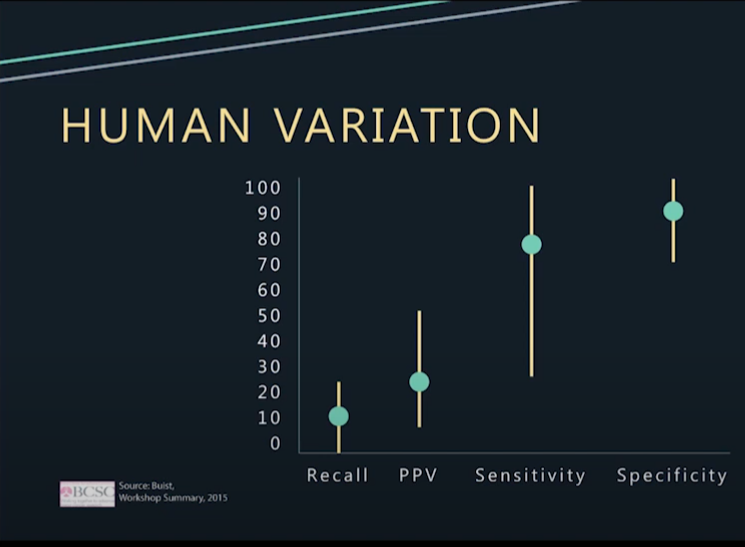 HUMAN VARIATION
100
90
80
70
60
50
40
30
20
10
0
Recall PPV Sensitivity Specificity
BCSC
Source: Buist,
Workshop Summary, 2015